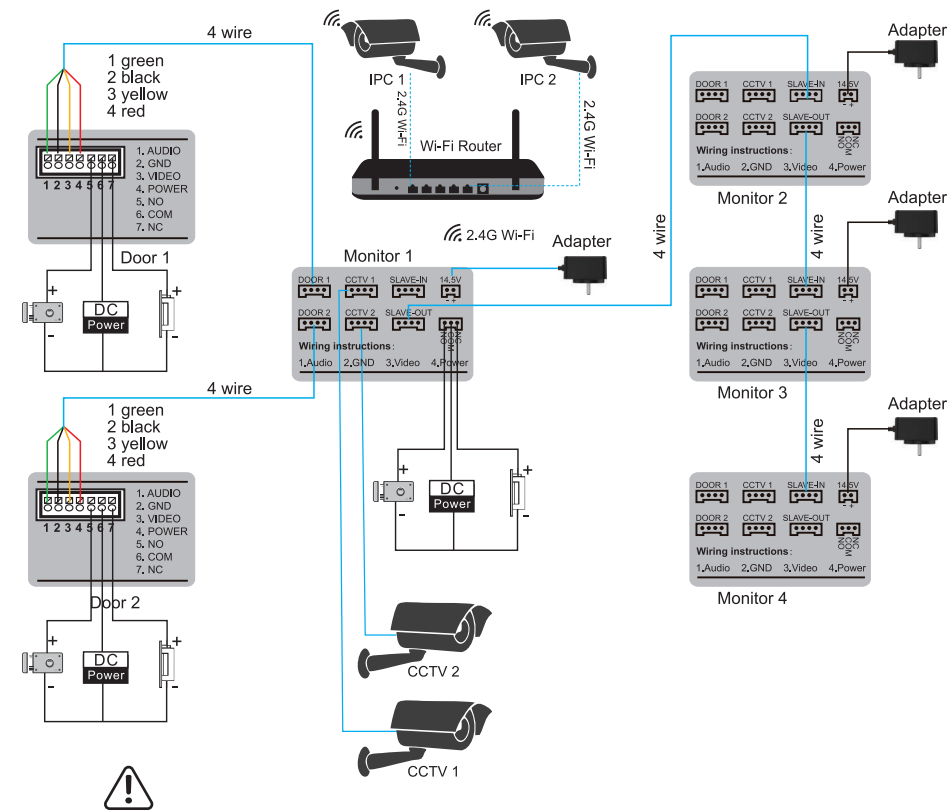 4 wire
1 green
2 black
3 yellow
4 red
1. AUDIO
2. GND
3. VIDEO
4. POWER
5. NO
6. COM
7. NC
1 2 3 4 5 6 7
Door 1
+
-
DC
Power
+
-
IPC 1
IPC 2
2.4G Wi-Fi
2.4G Wi-Fi
Wi-Fi Router
2.4G Wi-Fi
Monitor 1
Adapter
DOOR 1 CCTV 1 SLAVE-IN 14.5V
- +
DOOR 2 CCTV 2 SLAVE-OUT
NO COM NC
Wiring instructions:
1.Audio 2.GND 3.Video 4.Power
+
-
DC
Power
+
-
4 wire
Adapter
DOOR 1 CCTV 1 SLAVE-IN 14.5V
- +
DOOR 2 CCTV 2 SLAVE-OUT
NO COM NC
Wiring instructions:
1.Audio 2.GND 3.Video 4.Power
Monitor 2
4 wire
Adapter
DOOR 1 CCTV 1 SLAVE-IN 14.5V
- +
DOOR 2 CCTV 2 SLAVE-OUT
NO COM NC
Wiring instructions:
1.Audio 2.GND 3.Video 4.Power
Monitor 3
4 wire
Adapter
DOOR 1 CCTV 1 SLAVE-IN 14.5V
- +
DOOR 2 CCTV 2 SLAVE-OUT
NO COM NC
Wiring instructions:
1.Audio 2.GND 3.Video 4.Power
Monitor 4
4 wire
1 green
2 black
3 yellow
4 red
1. AUDIO
2. GND
3. VIDEO
4. POWER
5. NO
6. COM
7. NC
1 2 3 4 5 6 7
Door 2
+
-
DC
Power
+
-
CCTV 2
CCTV 1
!